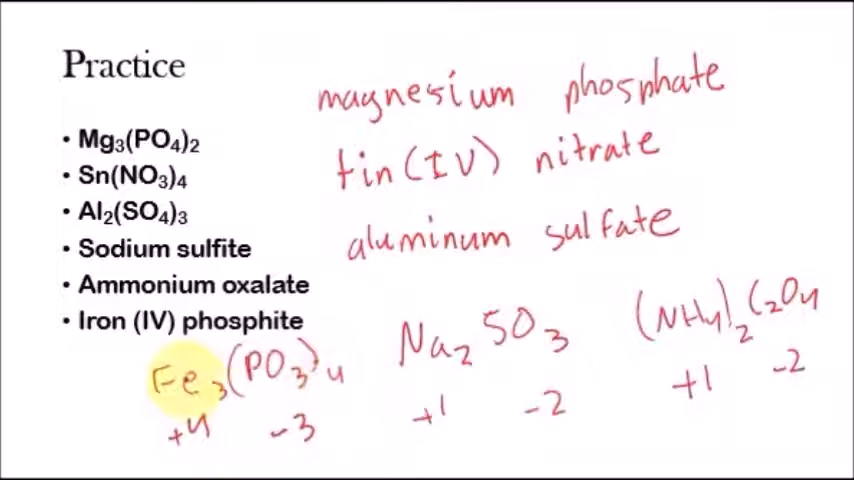 Practice
• Mg₃(PO₄)₂
• Sn(NO₃)₄
• Al₂(SO₄)₃
• Sodium sulfite
• Ammonium oxalate
• Iron (IV) phosphite
magnesium phosphate
tin(IV) nitrate
aluminum sulfate
Fe₃(PO₃)₄
+4 -3
Na₂SO₃
+1 -2
(NH₄)₂C₂O₄
+1 -2